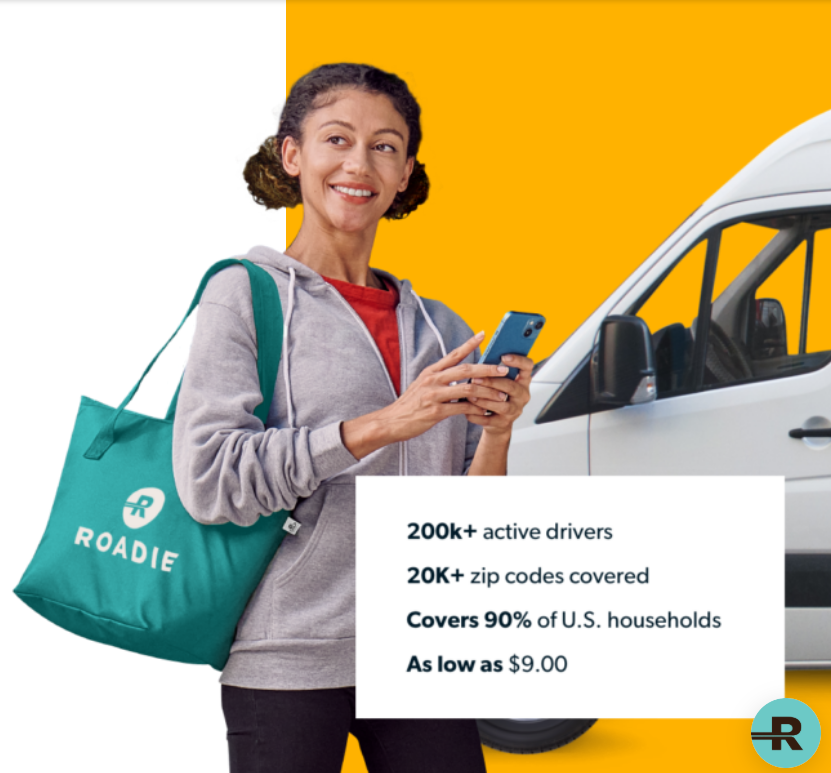 R
ROADIE
200k+ active drivers
20K+ zip codes covered
Covers 90% of U.S. households
As low as $9.00
R